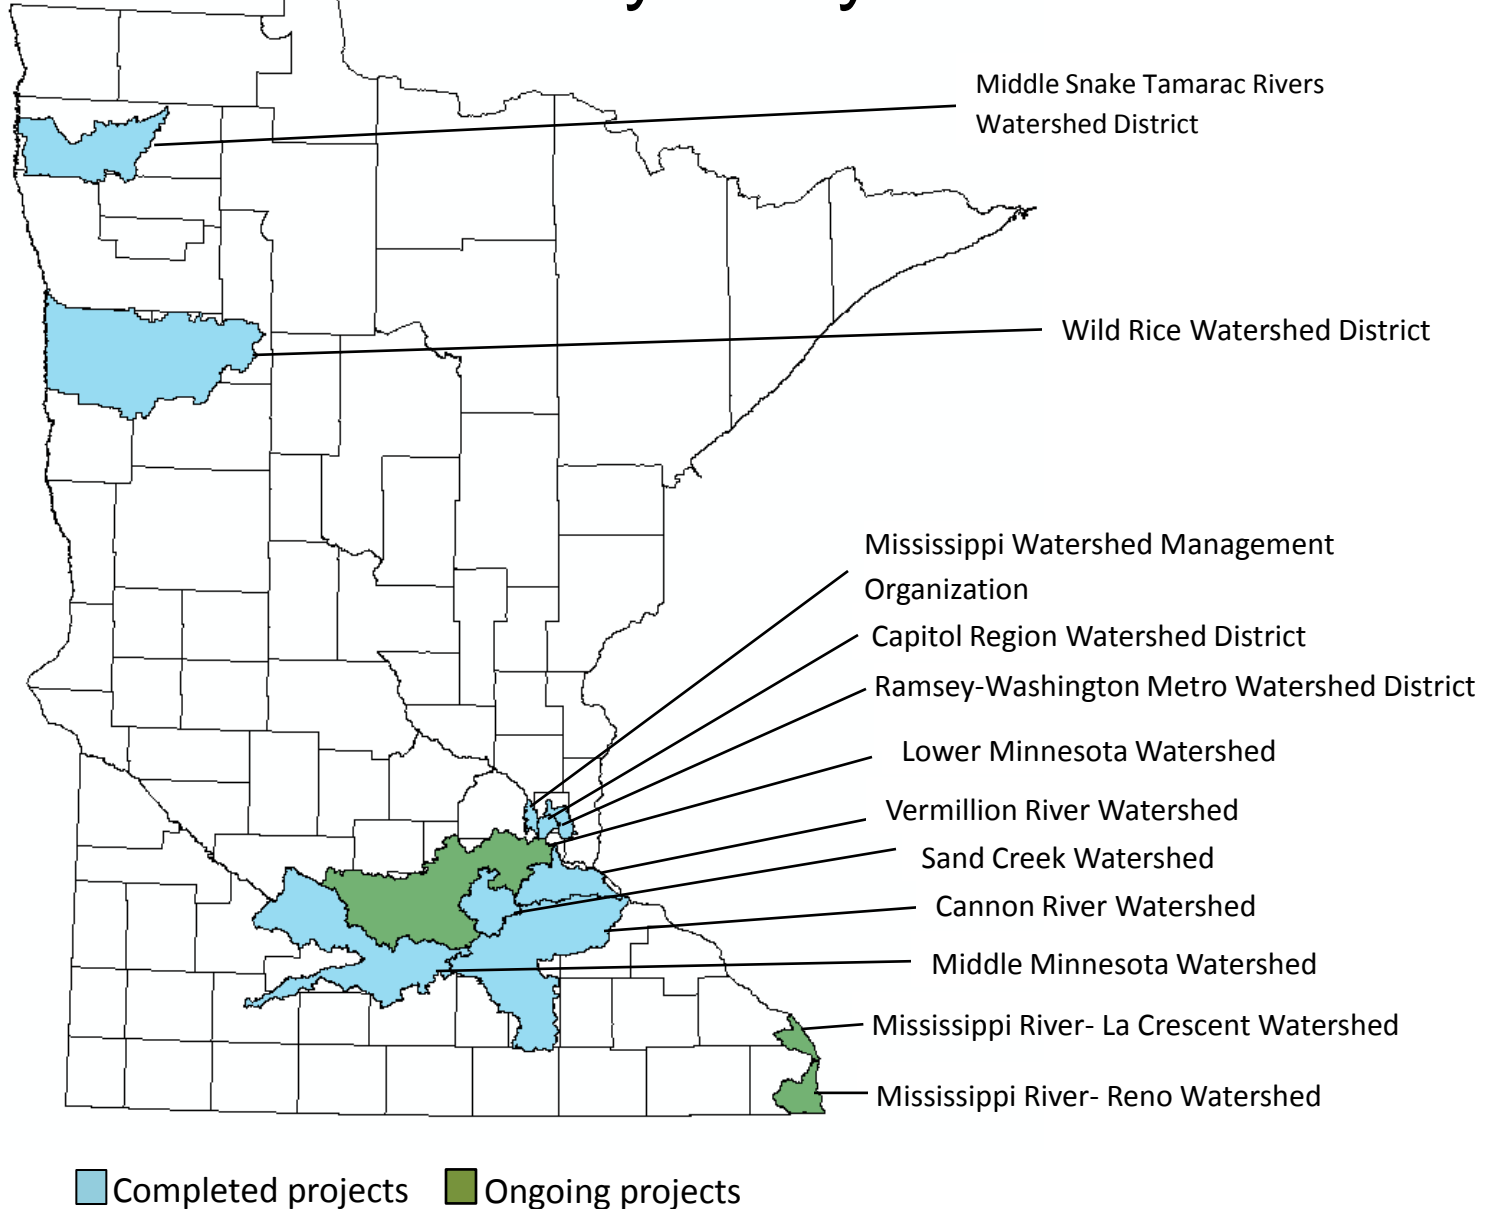 Middle Snake Tamarac Rivers
Watershed District
Wild Rice Watershed District
Mississippi Watershed Management
Organization
Capitol Region Watershed District
Ramsey-Washington Metro Watershed District
Lower Minnesota Watershed
Vermillion River Watershed
Sand Creek Watershed
Cannon River Watershed
Middle Minnesota Watershed
Mississippi River- La Crescent Watershed
Mississippi River- Reno Watershed
Completed projects
Ongoing projects